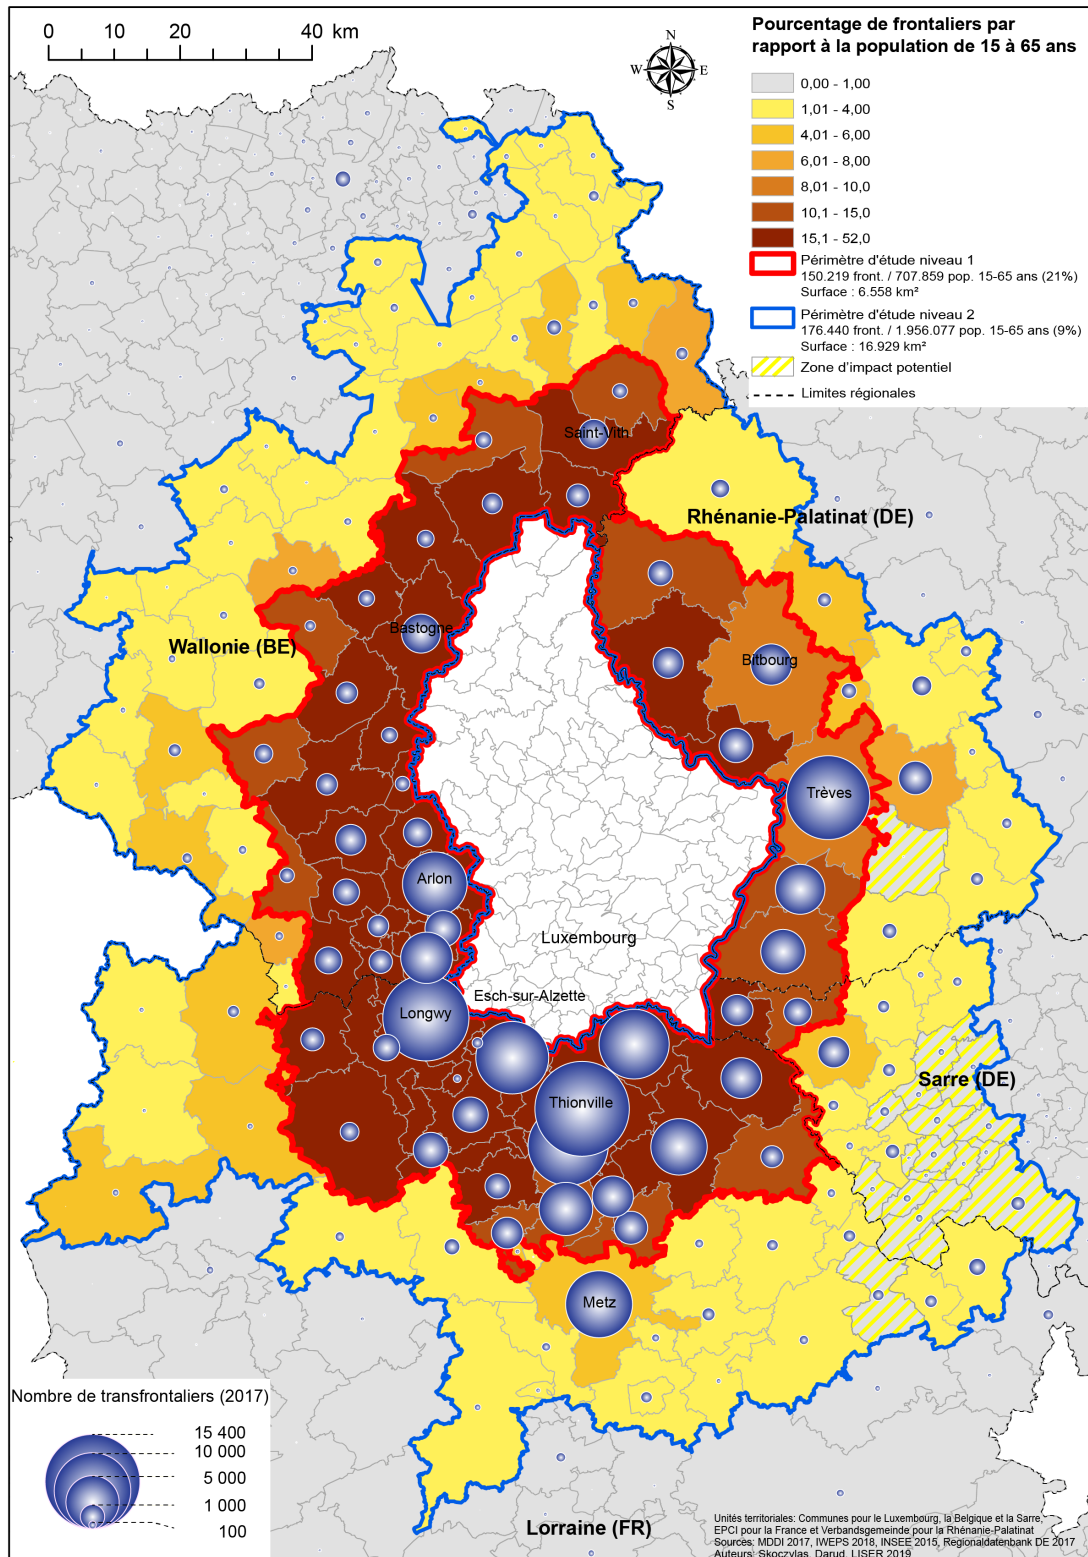 0 10 20 40 km
N
W E
S
Pourcentage de frontaliers par
rapport à la population de 15 à 65 ans
0,00 - 1,00
1,01 - 4,00
4,01 - 6,00
6,01 - 8,00
8,01 - 10,0
10,1 - 15,0
15,1 - 52,0
Périmètre d'étude niveau 1
150.219 front. / 707.859 pop. 15-65 ans (21%)
Surface : 6.558 km²
Périmètre d'étude niveau 2
176.440 front. / 1.956.077 pop. 15-65 ans (9%)
Surface : 16.929 km²
Zone d'impact potentiel
Limites régionales
Saint-Vith
Rhénanie-Palatinat (DE)
Bastogne
Wallonie (BE)
Bitbourg
Trèves
Arlon
Luxembourg
Esch-sur-Alzette
Longwy
Sarre (DE)
Thionville
Metz
Nombre de transfrontaliers (2017)
15 400
10 000
5 000
1 000
100
Lorraine (FR)
Unités territoriales: Communes pour le Luxembourg, la Belgique et la Sarre,
EPCI pour la France et Verbandsgemeinde pour la Rhénanie-Palatinat
Sources: MDDI 2017, IWEPS 2018, INSEE 2015, Regionaldatenbank DE 2017
Auteurs: Skoczylas, Darud, LISER 2019